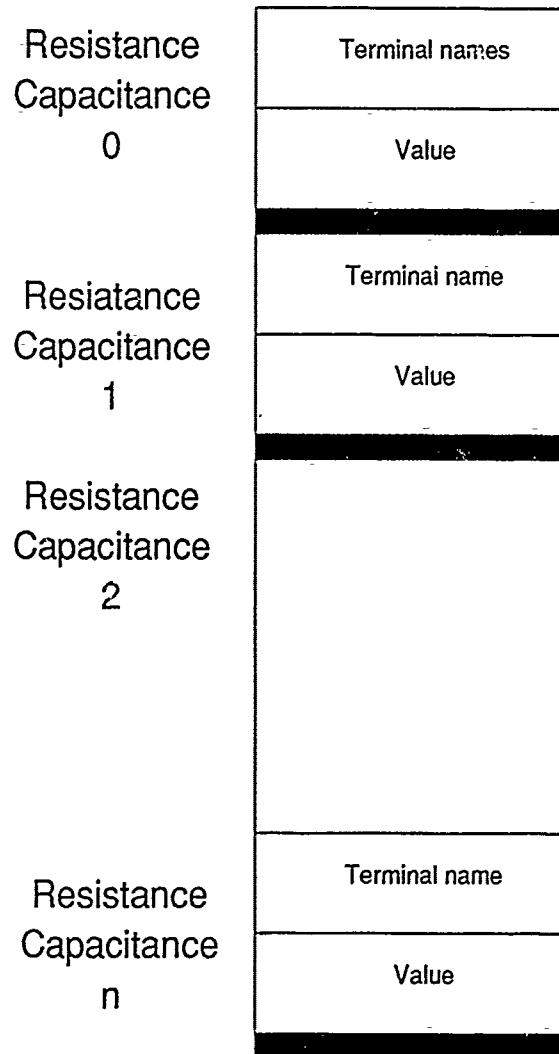 Resistance
Capacitance
0
Terminal names
Value
Resiatance
Capacitance
1
Terminal name
Value
Resistance
Capacitance
2
Resistance
Capacitance
n
Terminal name
Value